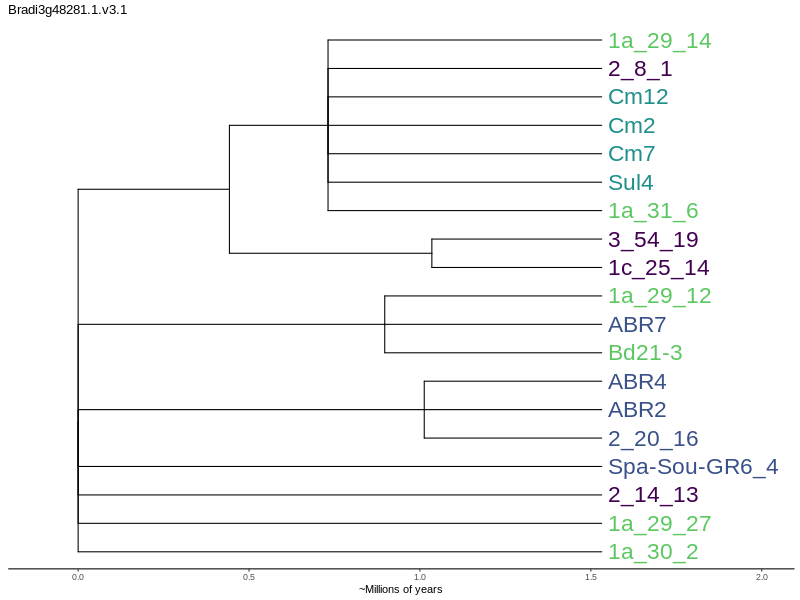 Bradi3g48281.1.v3.1
1a_29_14
2_8_1
Cm12
Cm2
Cm7
Sul4
1a_31_6
3_54_19
1c_25_14
1a_29_12
ABR7
Bd21-3
ABR4
ABR2
2_20_16
Spa-Sou-GR6_4
2_14_13
1a_29_27
1a_30_2
0.0 0.5 1.0 1.5 2.0
~Millions of years